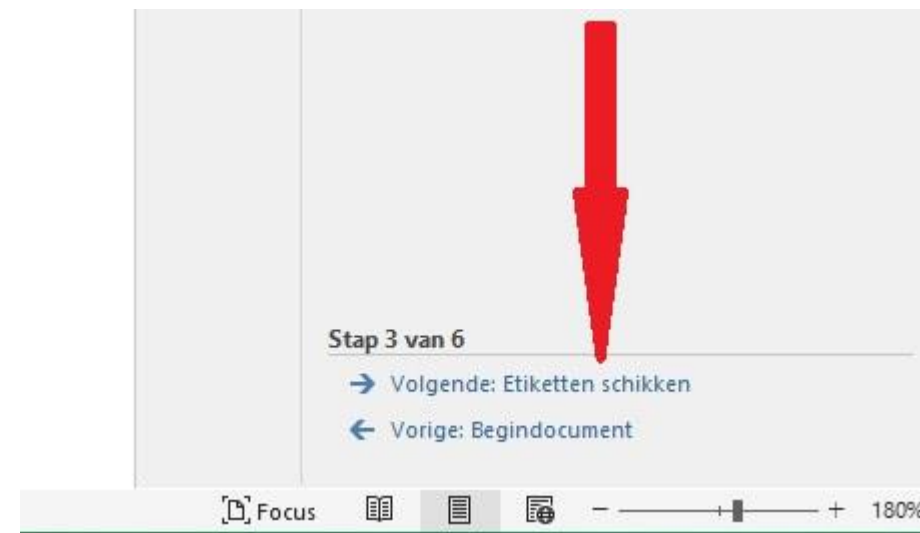 Stap 3 van 6
Volgende: Etiketten schikken
Vorige: Begindocument
Focus
180%